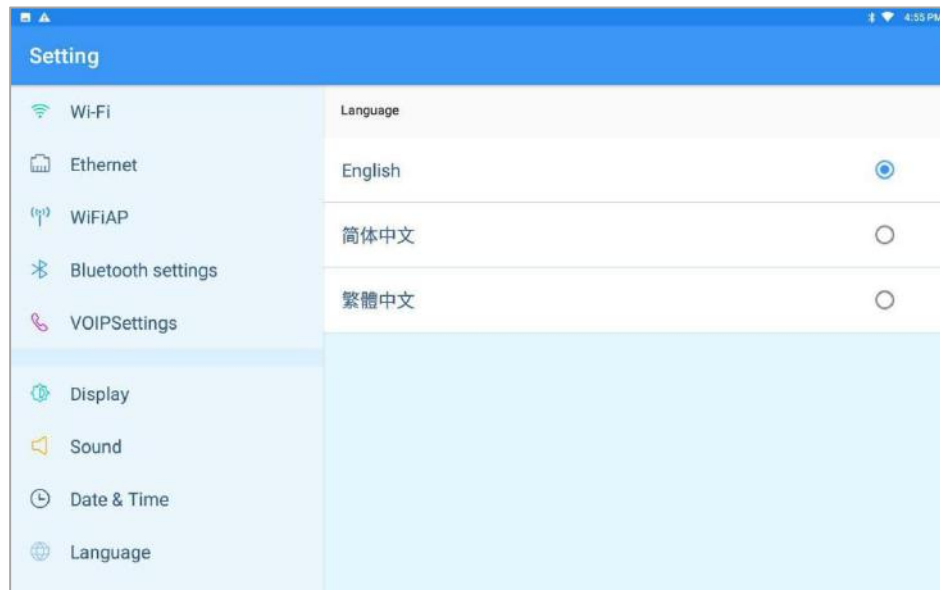 4:55 PM
Setting
Wi-Fi
Ethernet
WiFiAP
Bluetooth settings
VOIPSettings
Display
Sound
Date & Time
Language
Language
English
简体中文
繁體中文